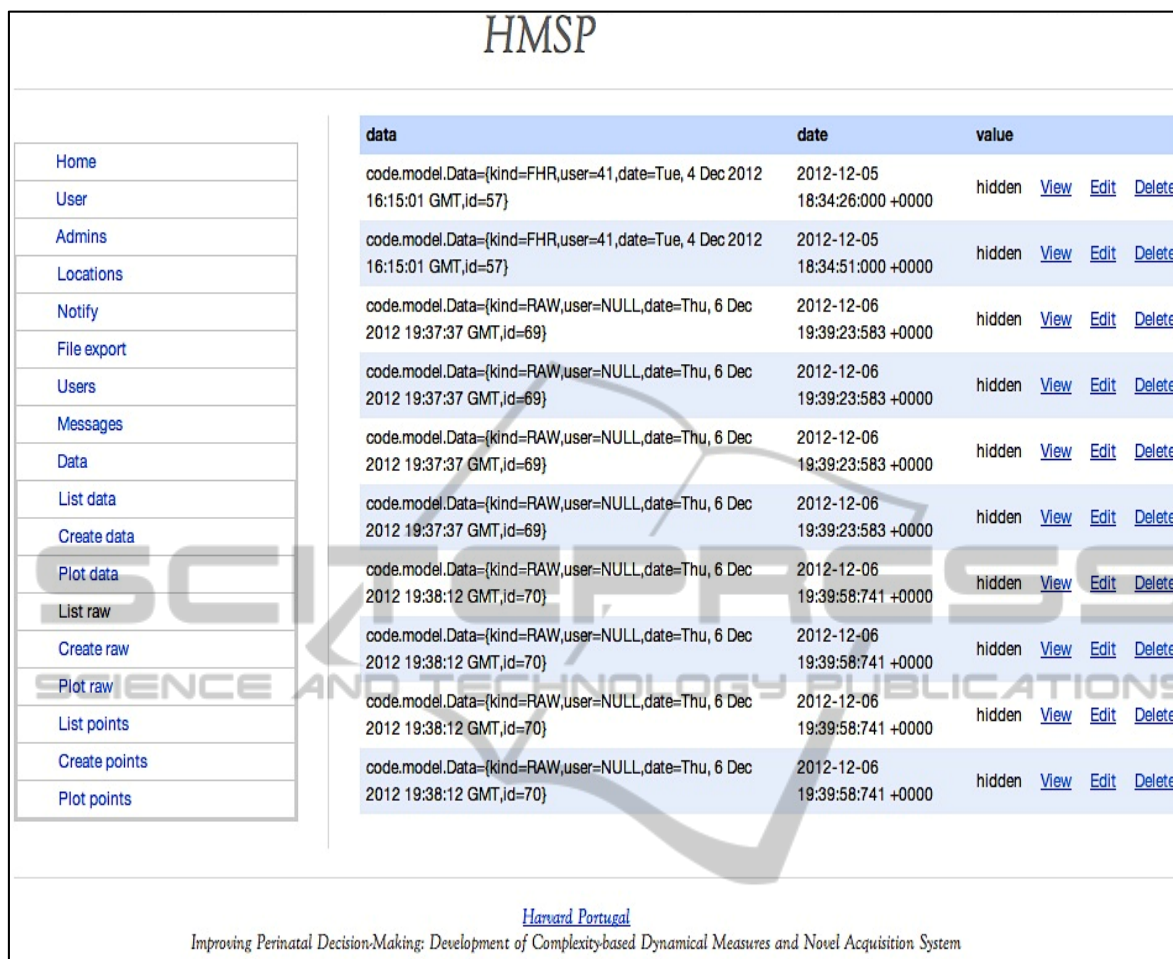 HMSP
Home
User
Admins
Locations
Notify
File export
Users
Messages
Data
List data
Create data
Plot data
List raw
Create raw
Plot raw
List points
Create points
Plot points
data date value
code.model.Data={kind=FHR,user=41,date=Tue, 4 Dec 2012 2012-12-05
16:15:01 GMT,id=57} 18:34:26:000 +0000 hidden View Edit Delete
code.model.Data={kind=FHR,user=41,date=Tue, 4 Dec 2012 2012-12-05
16:15:01 GMT,id=57} 18:34:51:000 +0000 hidden View Edit Delete
code.model.Data={kind=RAW,user=NULL,date=Thu, 6 Dec 2012-12-06
2012 19:37:37 GMT,id=69} 19:39:23:583 +0000 hidden View Edit Delete
code.model.Data={kind=RAW,user=NULL,date=Thu, 6 Dec 2012-12-06
2012 19:37:37 GMT,id=69} 19:39:23:583 +0000 hidden View Edit Delete
code.model.Data={kind=RAW,user=NULL,date=Thu, 6 Dec 2012-12-06
2012 19:37:37 GMT,id=69} 19:39:23:583 +0000 hidden View Edit Delete
code.model.Data={kind=RAW,user=NULL,date=Thu, 6 Dec 2012-12-06
2012 19:37:37 GMT,id=69} 19:39:23:583 +0000 hidden View Edit Delete
code.model.Data={kind=RAW,user=NULL,date=Thu, 6 Dec 2012-12-06
2012 19:38:12 GMT,id=70} 19:39:58:741 +0000 hidden View Edit Delete
code.model.Data={kind=RAW,user=NULL,date=Thu, 6 Dec 2012-12-06
2012 19:38:12 GMT,id=70} 19:39:58:741 +0000 hidden View Edit Delete
code.model.Data={kind=RAW,user=NULL,date=Thu, 6 Dec 2012-12-06
2012 19:38:12 GMT,id=70} 19:39:58:741 +0000 hidden View Edit Delete
code.model.Data={kind=RAW,user=NULL,date=Thu, 6 Dec 2012-12-06
2012 19:38:12 GMT,id=70} 19:39:58:741 +0000 hidden View Edit Delete
SCITEPRESS
SCIENCE AND TECHNOLOGY PUBLICATIONS
Harvard Portugal
Improving Perinatal Decision-Making: Development of Complexity-based Dynamical Measures and Novel Acquisition System